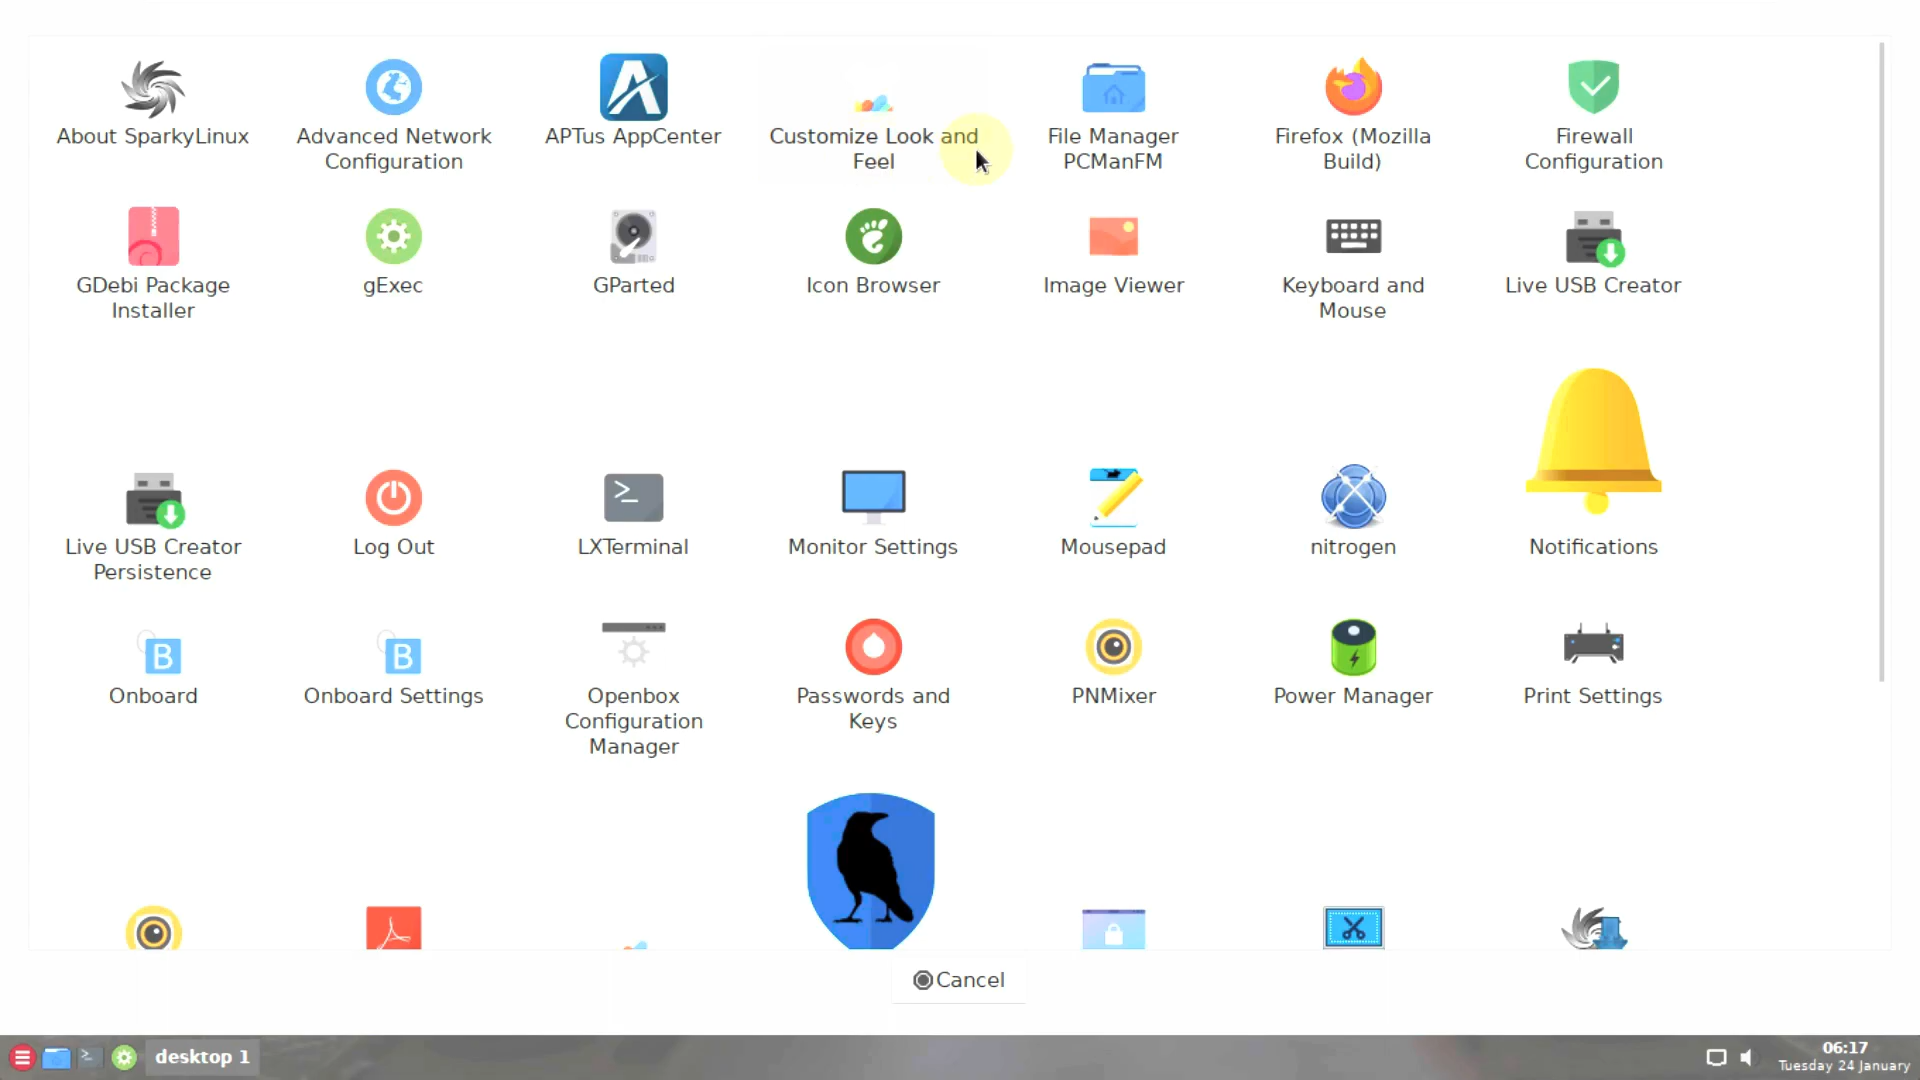 About SparkyLinux
Advanced Network
Configuration
APTus AppCenter
Customize Look and
Feel
File Manager
PCManFM
Firefox (Mozilla
Build)
Firewall
Configuration
GDebi Package
Installer
gExec
GParted
Icon Browser
Image Viewer
Keyboard and
Mouse
Live USB Creator
Live USB Creator
Persistence
Log Out
LXTerminal
Monitor Settings
Mousepad
nitrogen
Notifications
B
Onboard
B
Onboard Settings
Openbox
Configuration
Manager
Passwords and
Keys
PNMixer
Power Manager
Print Settings
Cancel
desktop 1
06:17
Tuesday 24 January